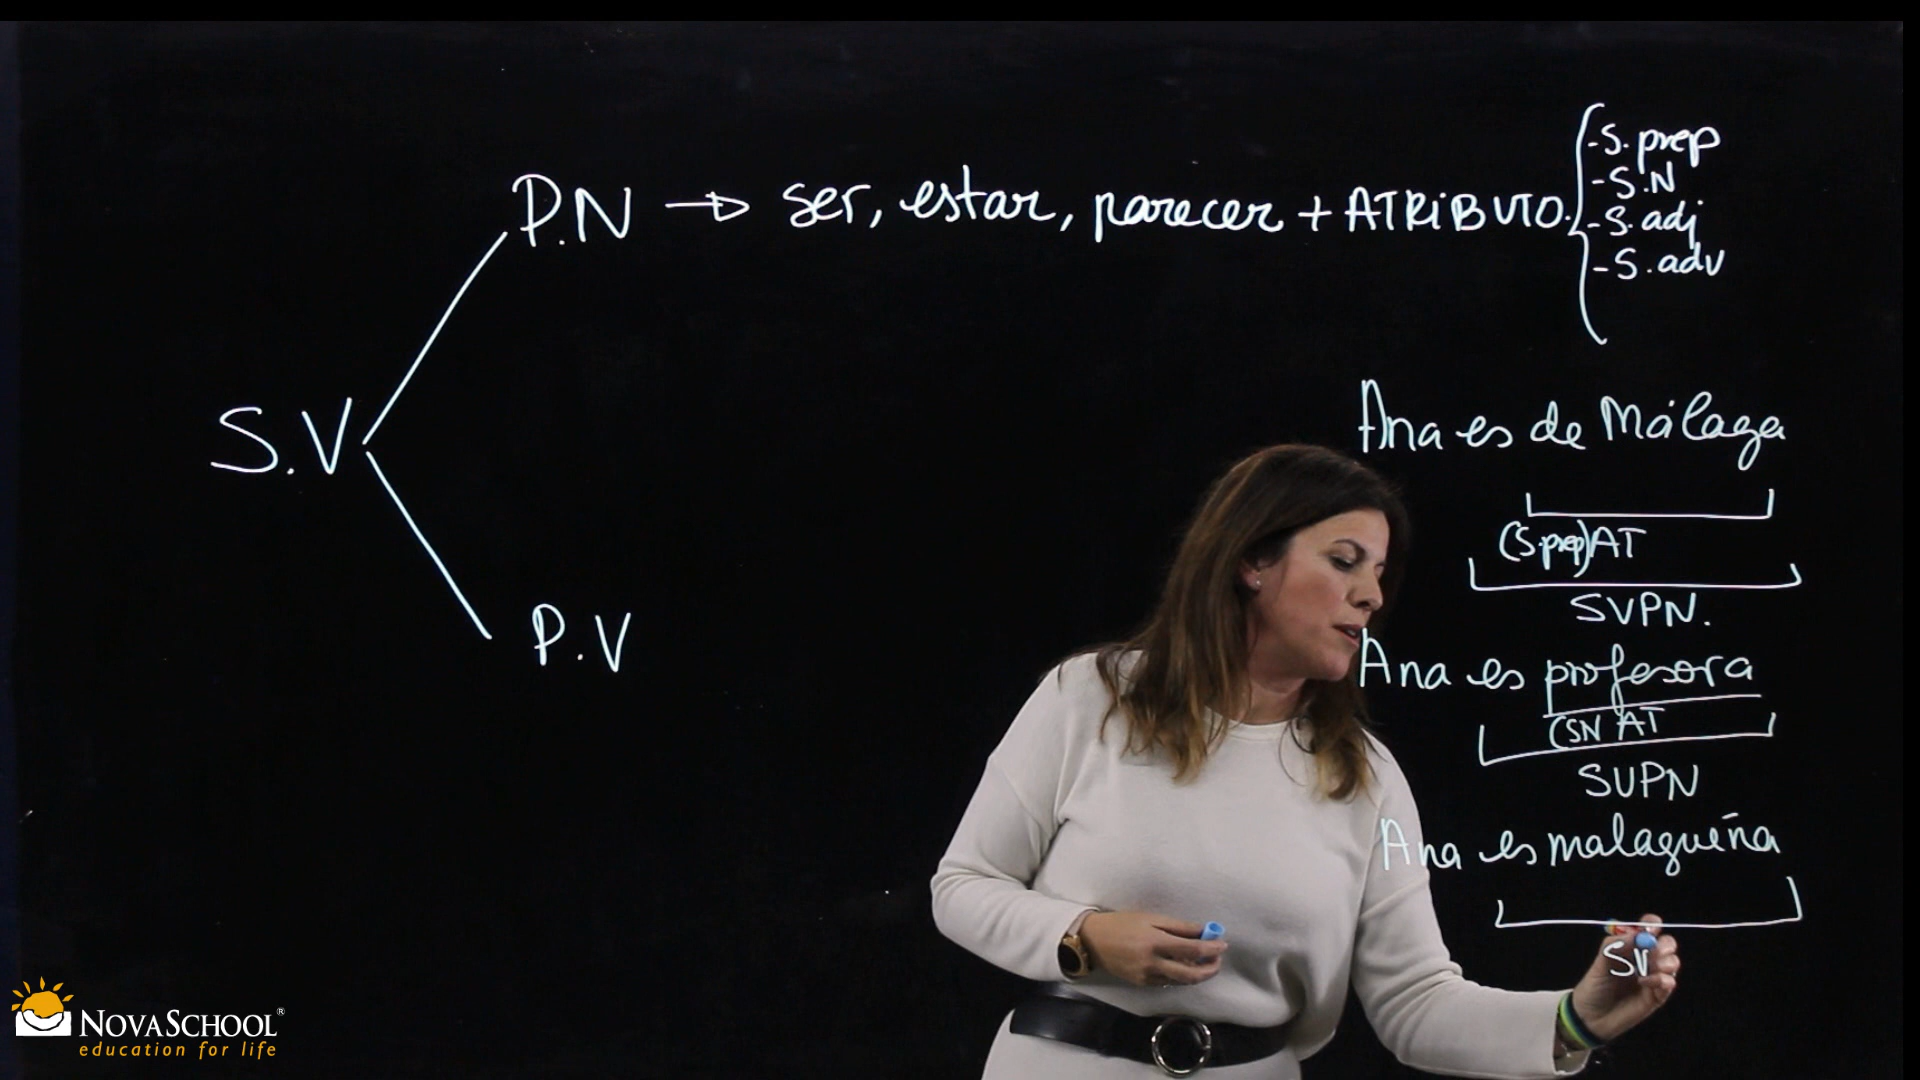 P.N → ser, estar, parecer + ATRIBUTO.
- S. prep
- S.N
- S. adj
- S. adv
S.V
P.V
Ana es de Málaga
(S.prep) AT
SVPN.
Ana es profesora
(SN AT
SVPN
Ana es malagueña
SV
NOVASCHOOL®
education for life